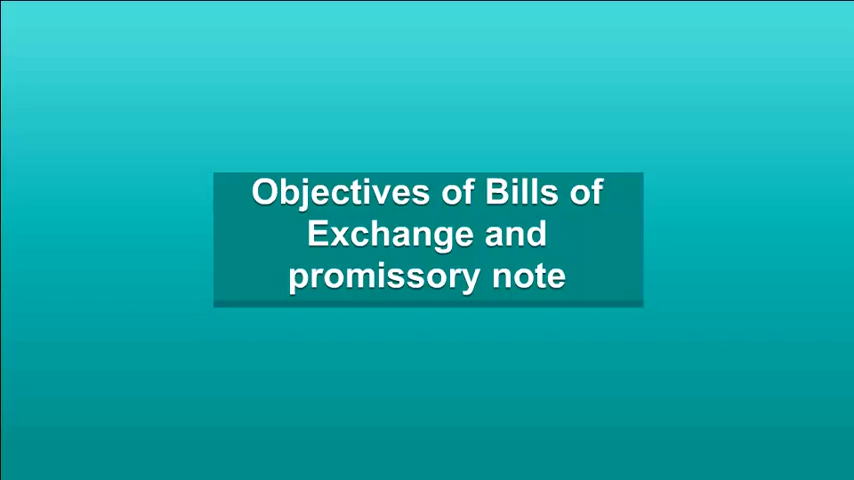 Objectives of Bills of
Exchange and
promissory note